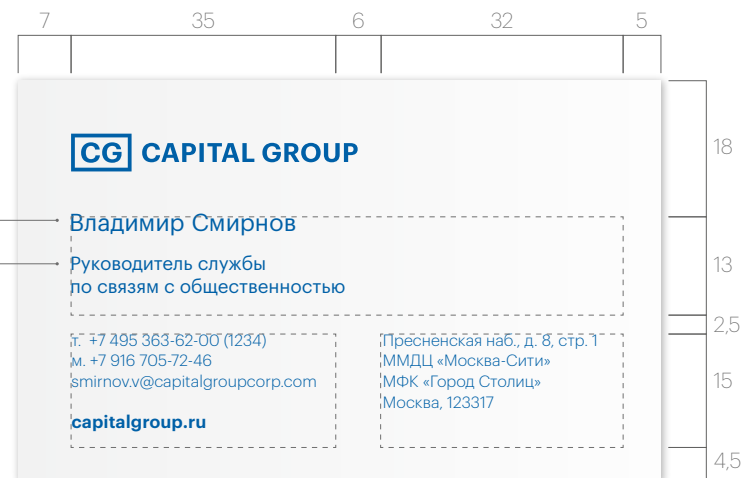 7 35 6 32 5
CG CAPITAL GROUP
18
Владимир Смирнов
Руководитель службы
по связям с общественностью
13
2,5
т. +7 495 363-62-00 (1234)
м. +7 916 705-72-46
smirnov.v@capitalgroupcorp.com
capitalgroup.ru
Пресненская наб., д. 8, стр. 1
ММДЦ «Москва-Сити»
МФК «Город Столиц»
Москва, 123317
15
4,5